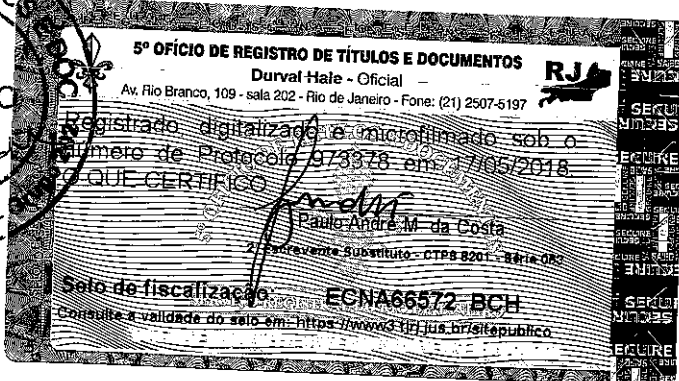 5º OFÍCIO DE REGISTRO DE TÍTULOS E DOCUMENTOS
Durval Hale - Oficial
RJ
Av. Rio Branco, 109 - sala 202 - Rio de Janeiro - Fone: (21) 2507-5197
Registrado, digitalizado e microfilmado sob o
número de Protocolo 973378 em 17/05/2018.
O QUE CERTIFICO
Paulo André M. da Costa
2º Escrevente Substituto - CTPS 8201 - Série 
Selo de fiscalização: ECNA66572 BCH
Consulte a validade do selo em: https://www3.tjrj.jus.br/sitepublico